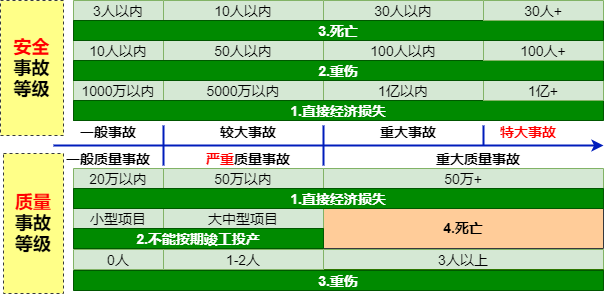 安全
事故
等级
3人以内 10人以内 30人以内 30人+
3.死亡
10人以内 50人以内 100人以内 100人+
2.重伤
1000万以内 5000万以内 1亿以内 1亿+
1.直接经济损失
一般事故 较大事故 重大事故 特大事故
一般质量事故 严重质量事故 重大质量事故
质量
事故
等级
20万以内 50万以内 50万+
1.直接经济损失
小型项目 大中型项目
4.死亡
2.不能按期竣工投产
0人 1-2人 3人以上
3.重伤